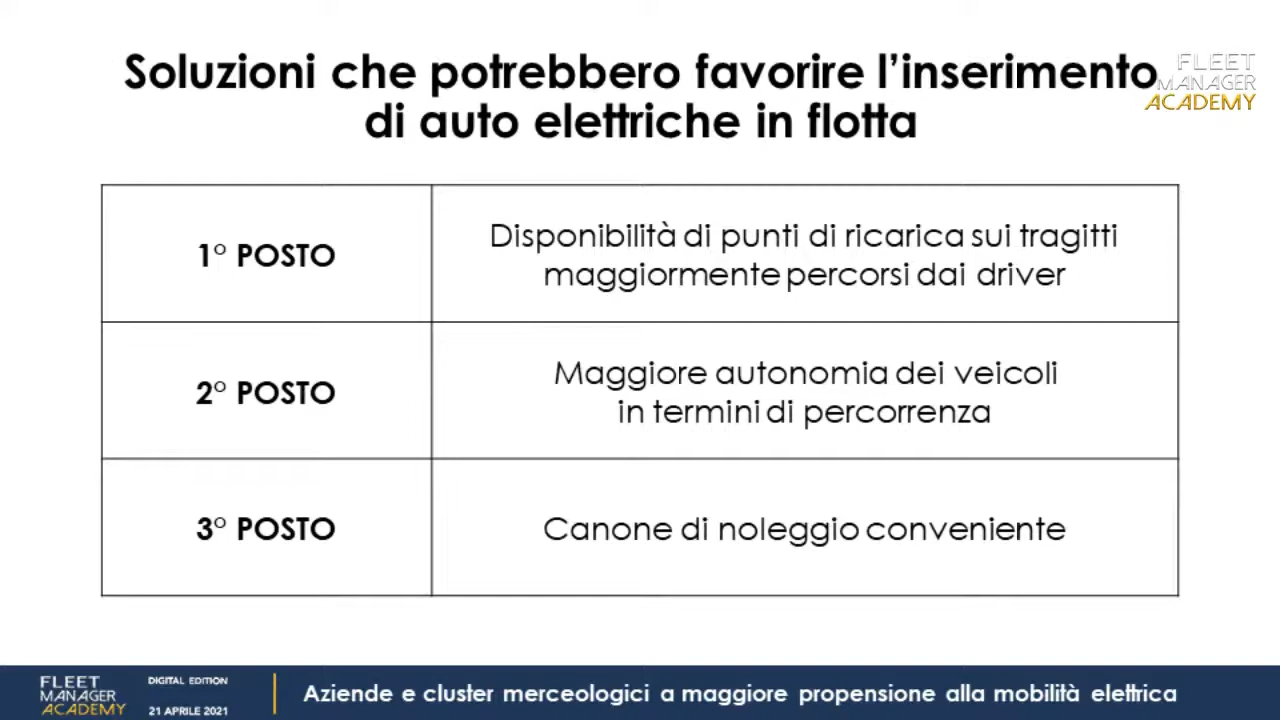 Soluzioni che potrebbero favorire l'inserimento
di auto elettriche in flotta
FLEET
MANAGER
ACADEMY
1° POSTO
Disponibilità di punti di ricarica sui tragitti
maggiormente percorsi dai driver
2° POSTO
Maggiore autonomia dei veicoli
in termini di percorrenza
3° POSTO
Canone di noleggio conveniente
FLEET
MANAGER
ACADEMY
DIGITAL EDITION
21 APRILE 2021
Aziende e cluster merceologici a maggiore propensione alla mobilità elettrica